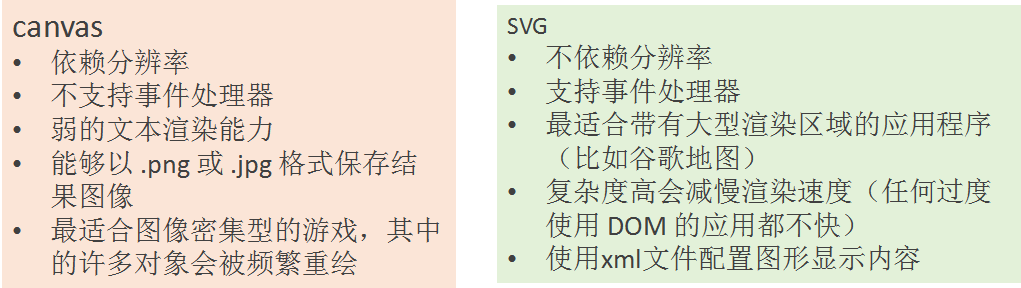 canvas
• 依赖分辨率
• 不支持事件处理器
• 弱的文本渲染能力
• 能够以 .png 或 .jpg 格式保存结
果图像
• 最适合图像密集型的游戏，其中
的许多对象会被频繁重绘
SVG
• 不依赖分辨率
• 支持事件处理器
• 最适合带有大型渲染区域的应用程序
（比如谷歌地图）
• 复杂度高会减慢渲染速度（任何过度
使用 DOM 的应用都不快）
• 使用xml文件配置图形显示内容